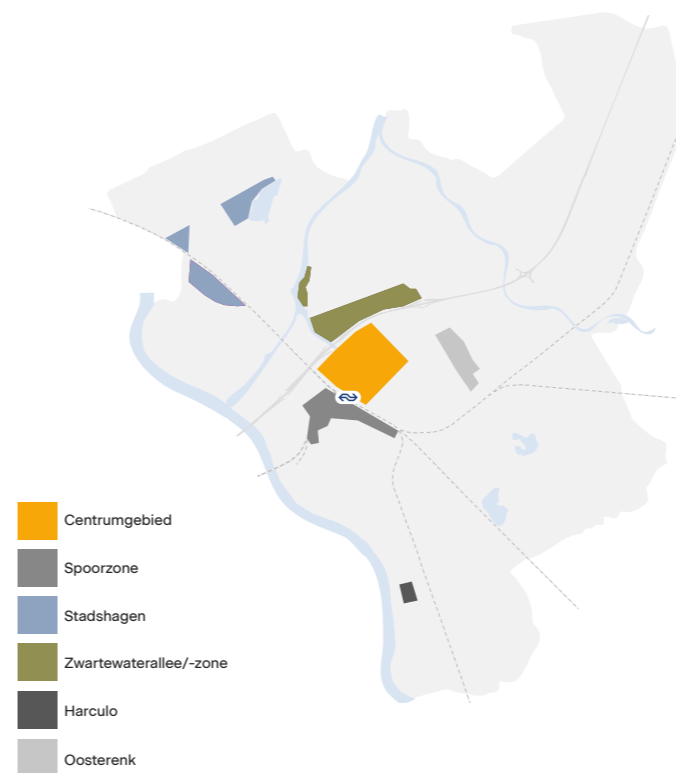 Centrumgebied
Spoorzone
Stadshagen
Zwartewaterallee/-zone
Harculo
Oosterenk